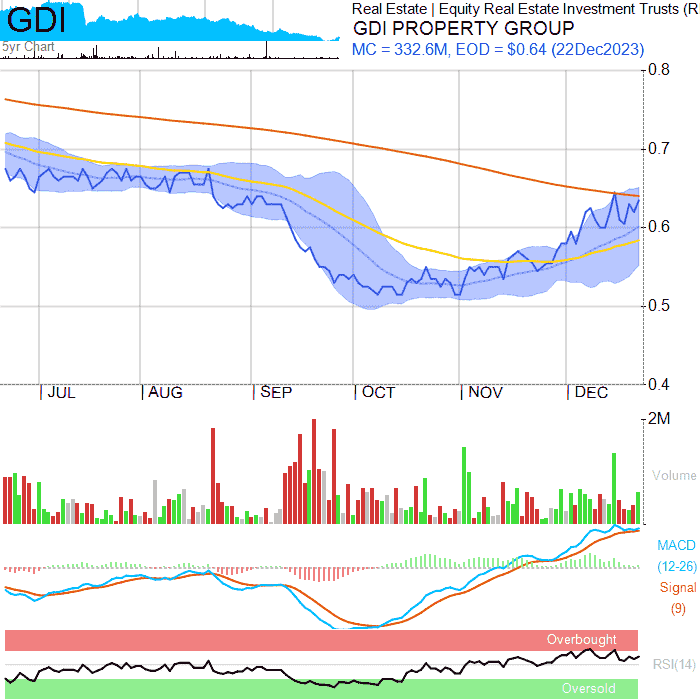 GDI
5yr Chart
Real Estate | Equity Real Estate Investment Trusts (R
GDI PROPERTY GROUP
MC = 332.6M, EOD = $0.64 (22Dec2023)
0.8
0.7
0.6
0.5
0.4
JUL AUG SEP OCT NOV DEC
2M
Volume
MACD
(12-26)
Signal
(9)
Overbought
RSI(14)
Oversold